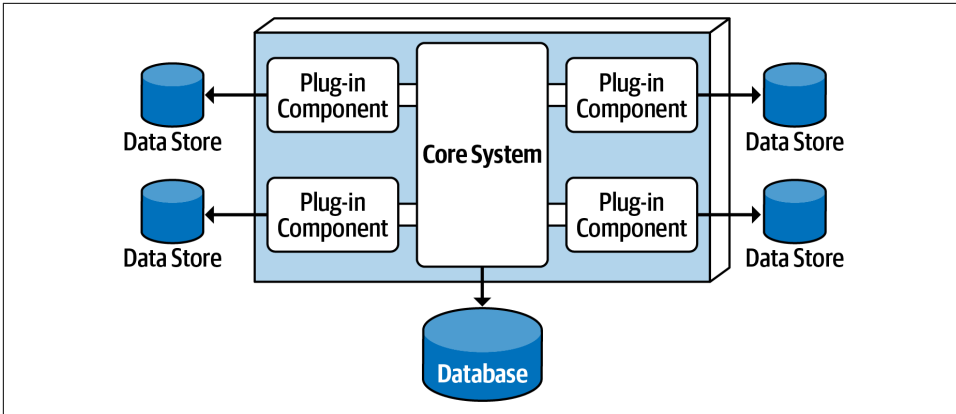 Plug-in
Component
Plug-in
Component
Data Store
Core System
Data Store
Plug-in
Component
Plug-in
Component
Data Store
Data Store
Database